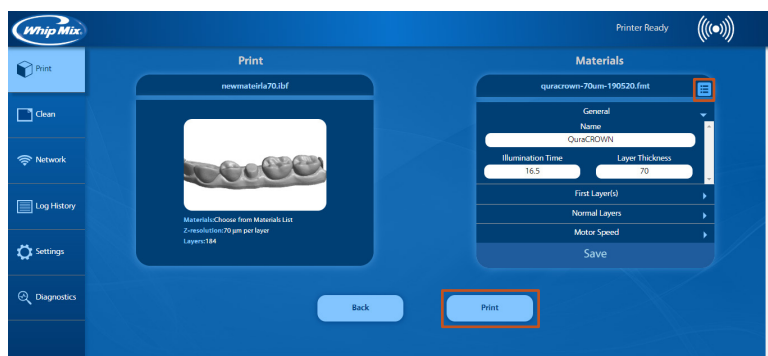 Whip Mix.
Printer Ready
Print
Clean
Network
Log History
Settings
Diagnostics
Print
newmateirla70.ibf
Materials:Choose from Materials List
Z-resolution:70 µm per layer
Layers:184
Materials
quracrown-70um-190520.fmt
General
Name
QuraCROWN
Illumination Time Layer Thickness
16.5 70
First Layer(s)
Normal Layers
Motor Speed
Save
Back Print